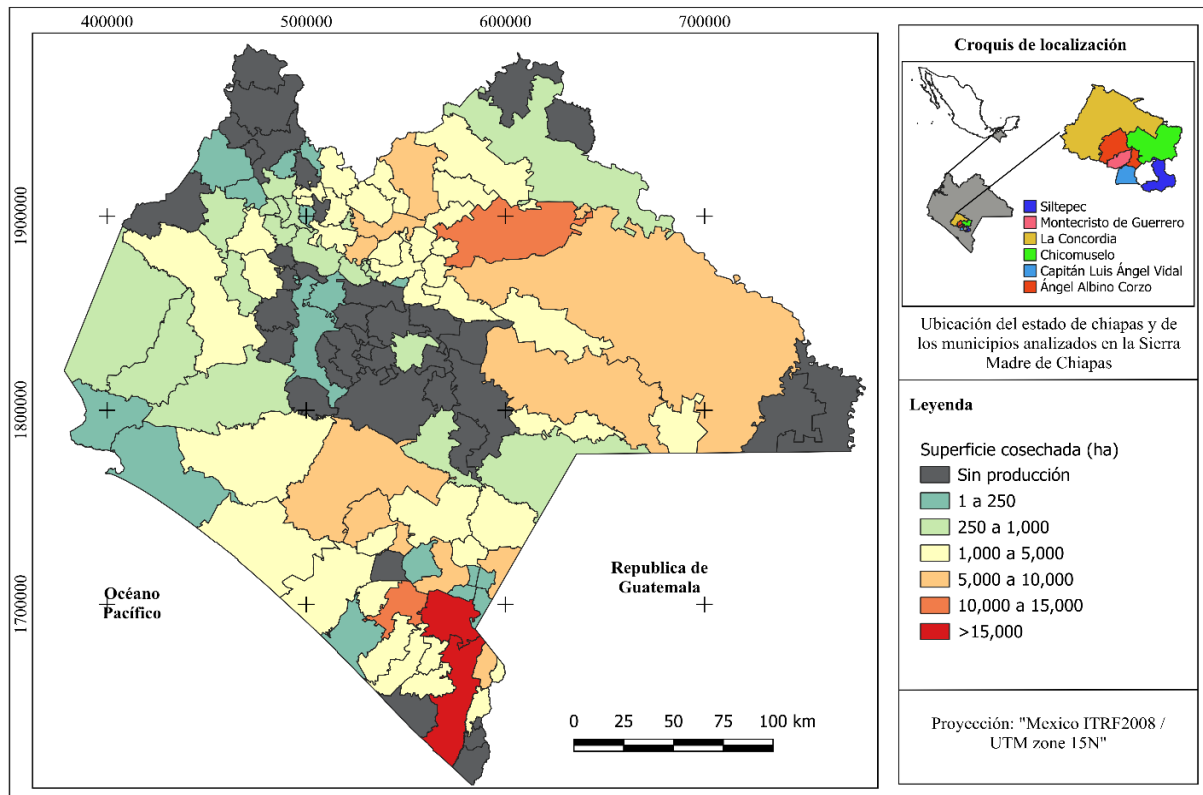 400000 500000 600000 700000
1900000
1800000
1700000
Océano
Pacífico
Republica de
Guatemala
0 25 50 75 100 km
Croquis de localización
Siltepec
Montecristo de Guerrero
La Concordia
Chicomuselo
Capitán Luis Ángel Vidal
Ángel Albino Corzo
Ubicación del estado de chiapas y de
los municipios analizados en la Sierra
Madre de Chiapas
Leyenda
Superficie cosechada (ha)
Sin producción
1 a 250
250 a 1,000
1,000 a 5,000
5,000 a 10,000
10,000 a 15,000
>15,000
Proyección: "Mexico ITRF2008 /
UTM zone 15N"